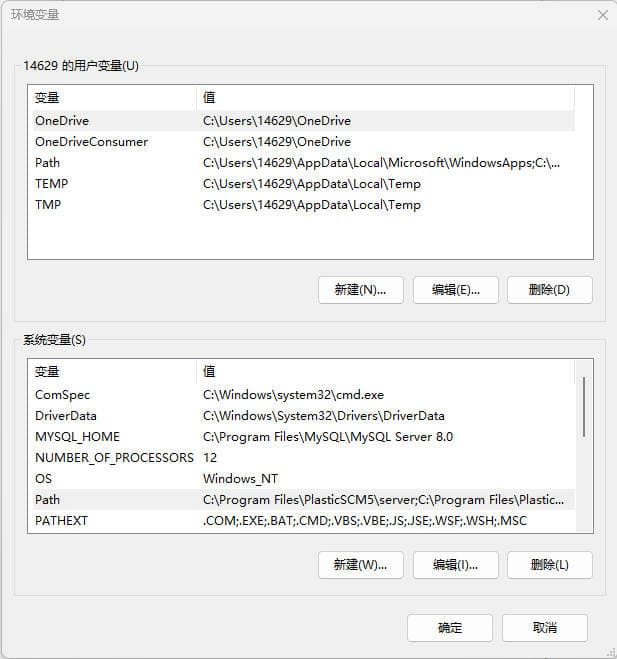 环境变量
14629 的用户变量(U)
变量 值
OneDrive C:\Users\14629\OneDrive
OneDriveConsumer C:\Users\14629\OneDrive
Path C:\Users\14629\AppData\Local\Microsoft\WindowsApps;C:\...
TEMP C:\Users\14629\AppData\Local\Temp
TMP C:\Users\14629\AppData\Local\Temp
新建(N)... 编辑(E)... 删除(D)
系统变量(S)
变量 值
ComSpec C:\Windows\system32\cmd.exe
DriverData C:\Windows\System32\Drivers\DriverData
MYSQL_HOME C:\Program Files\MySQL\MySQL Server 8.0
NUMBER_OF_PROCESSORS 12
OS Windows_NT
Path C:\Program Files\PlasticSCM5\server;C:\Program Files\Plastic...
PATHEXT .COM;.EXE;.BAT;.CMD;.VBS;.VBE;.JS;.JSE;.WSF;.WSH;.MSC
新建(W)... 编辑(I)... 删除(L)
确定 取消